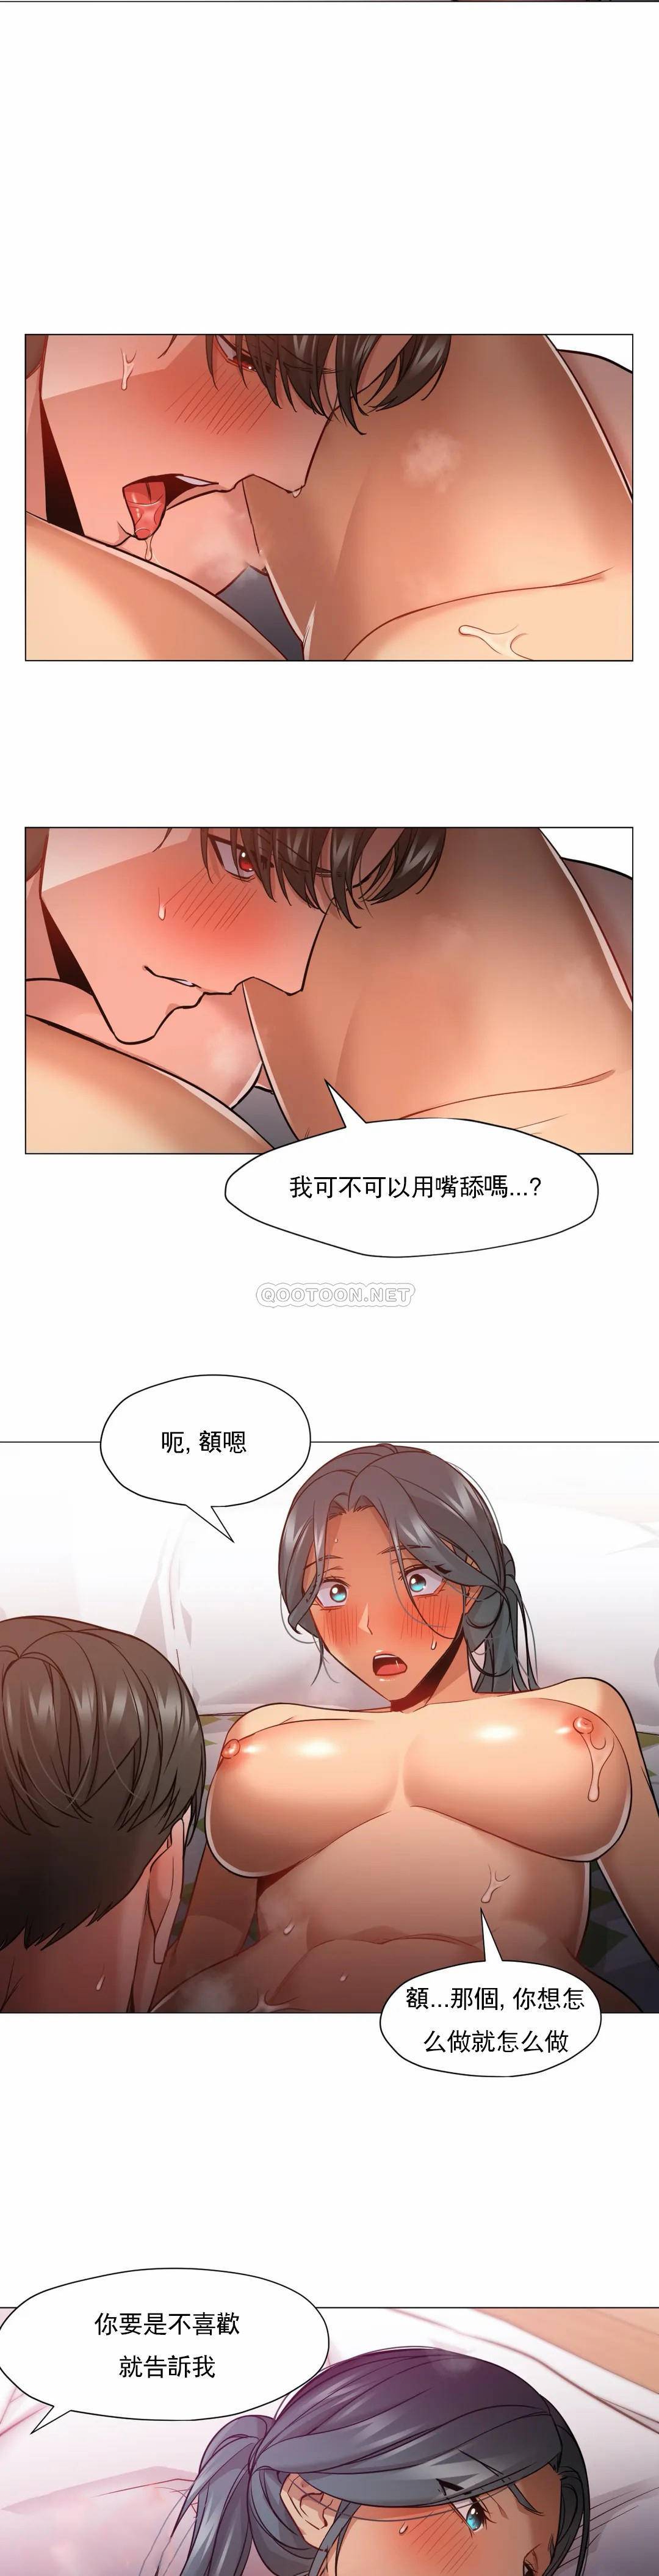 我可不可以用嘴舔嗎...?
QOOTOON.NET
呃, 額嗯
額...那個, 你想怎
么做就怎么做
你要是不喜歡
就告訴我